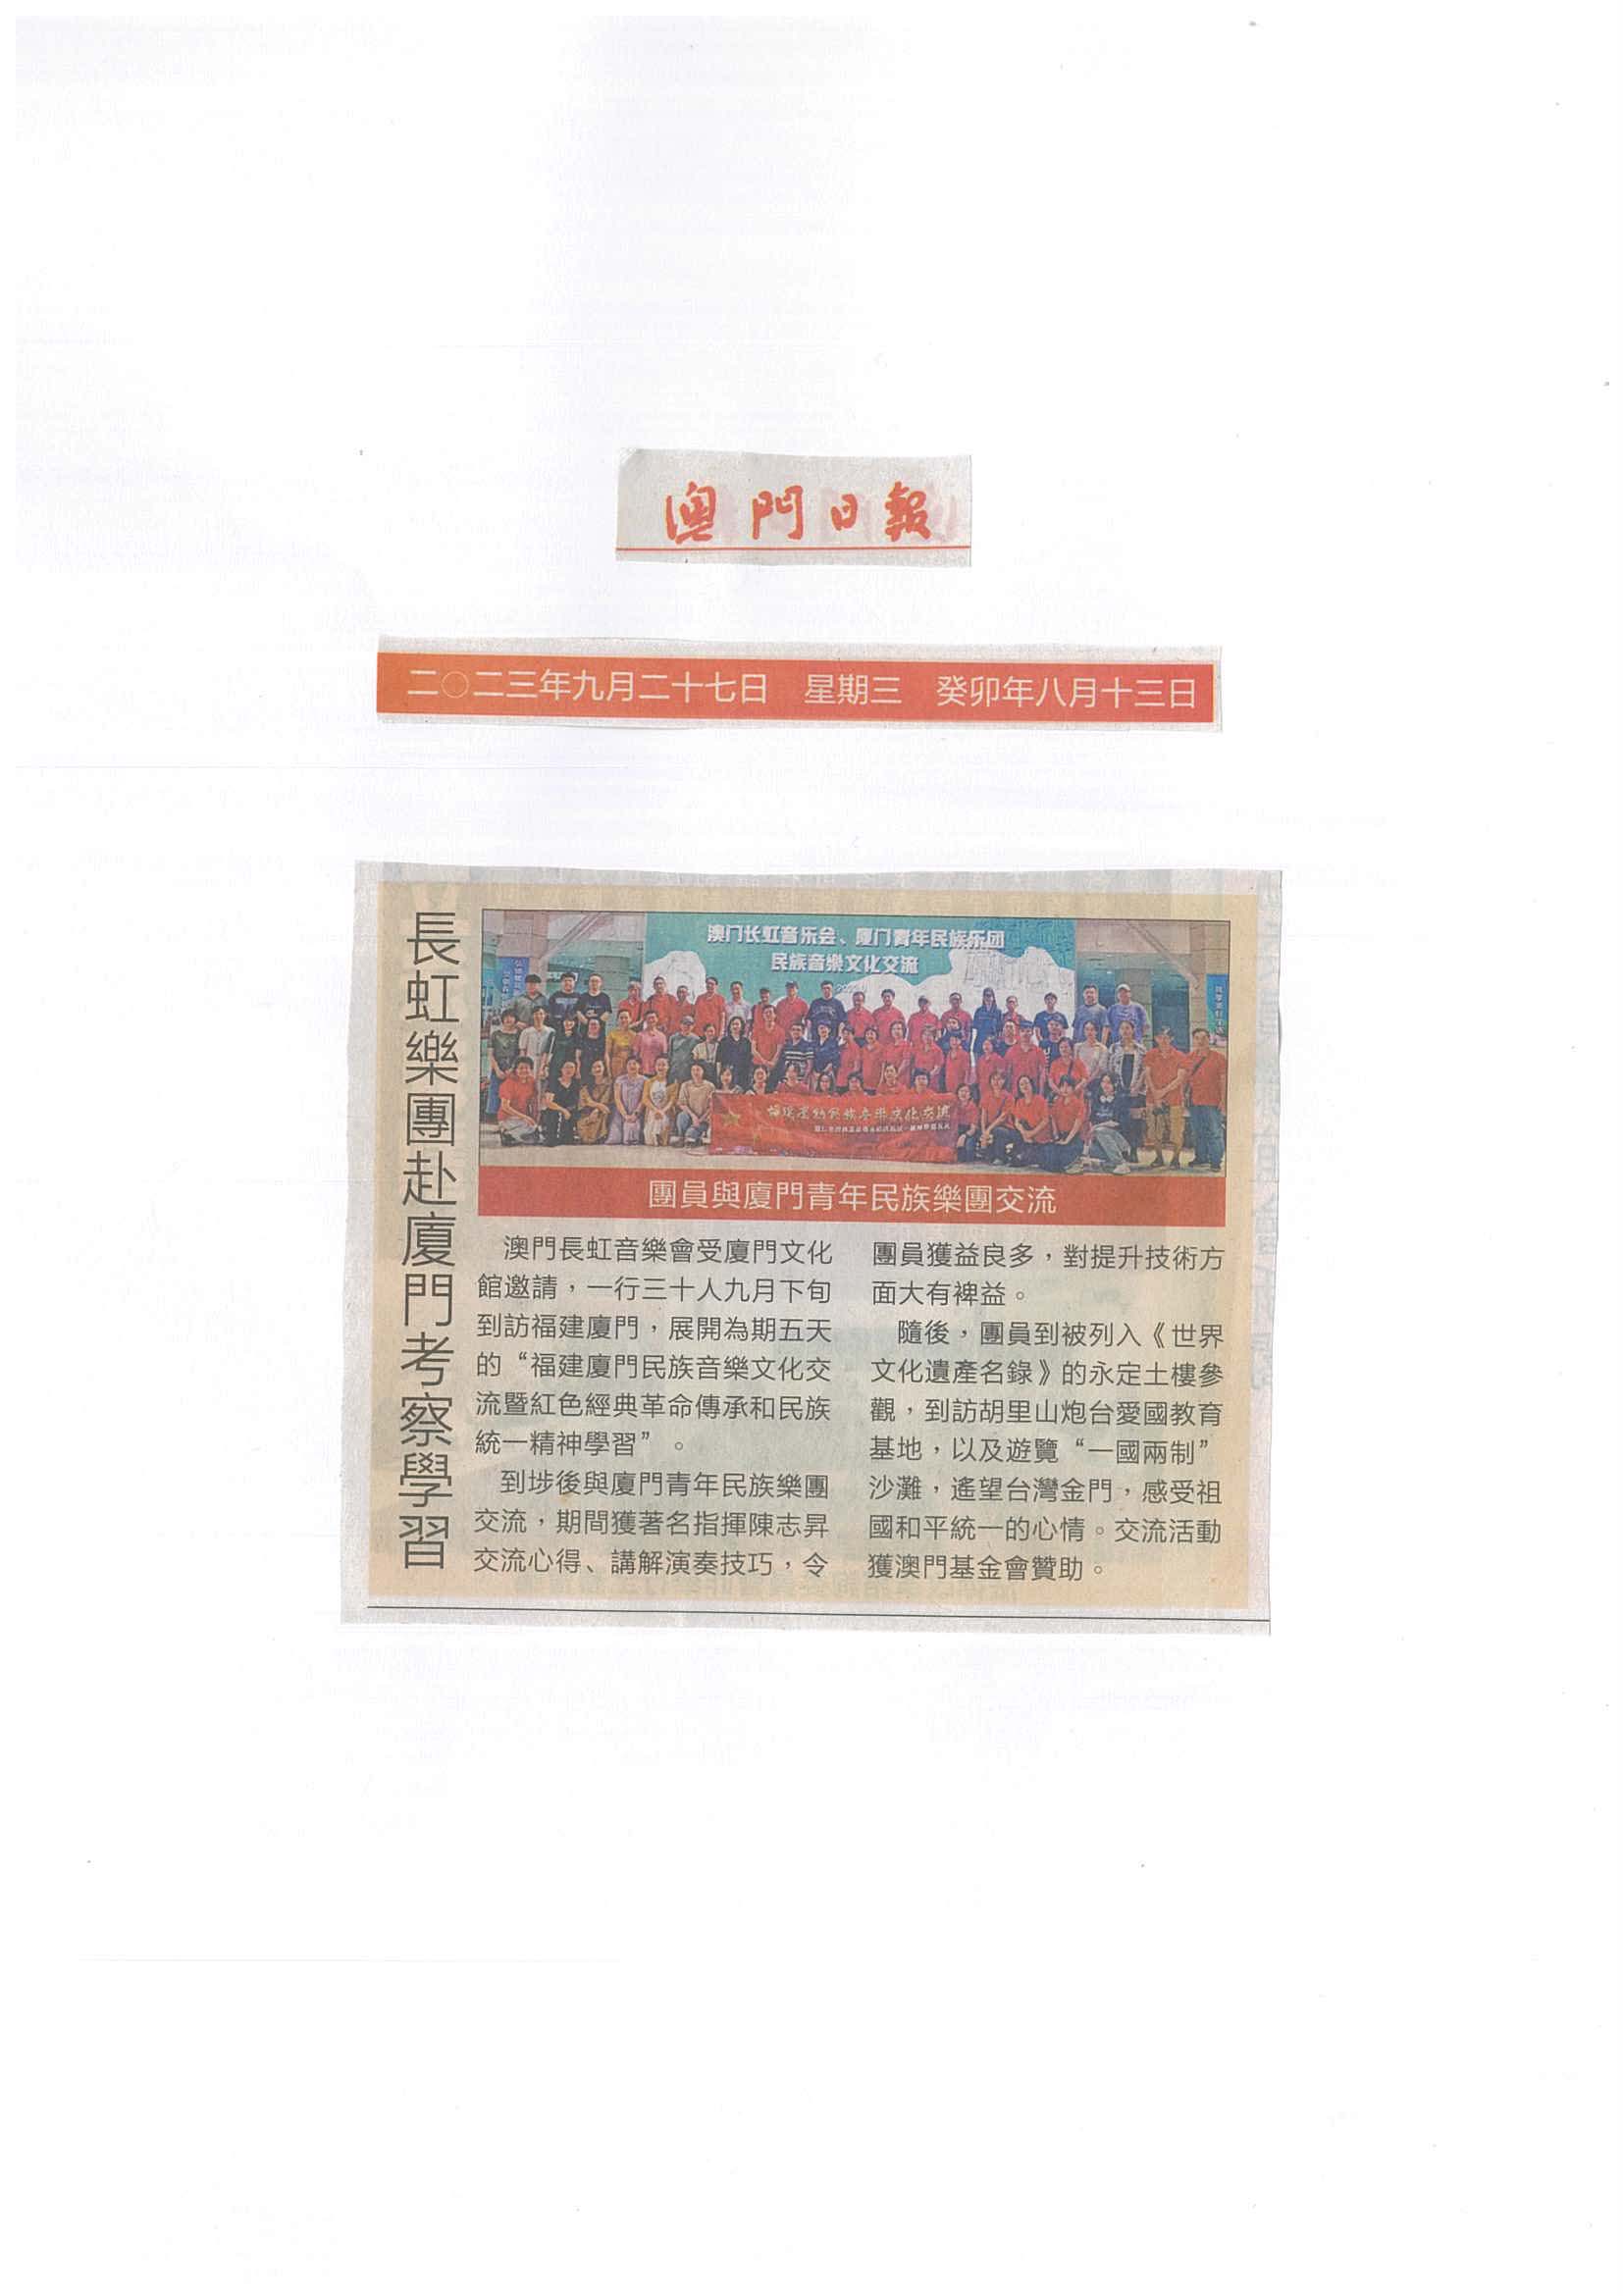 澳門日報
二〇二三年九月二十七日 星期三 癸卯年八月十三日
長虹樂團赴廈門考察學習
澳门长虹音乐会、厦门青年民族乐团
民族音樂文化交流
團員與廈門青年民族樂團交流
澳門長虹音樂會受廈門文化
館邀請，一行三十人九月下旬
到訪福建廈門，展開為期五天
的“福建廈門民族音樂文化交
流暨紅色經典革命傳承和民族
統一精神學習”。
到埗後與廈門青年民族樂團
交流，期間獲著名指揮陳志昇
交流心得、講解演奏技巧，令
團員獲益良多，對提升技術方
面大有裨益。
隨後，團員到被列入《世界
文化遺產名錄》的永定土樓參
觀，到訪胡里山炮台愛國教育
基地，以及遊覽“一國兩制”
沙灘，遙望台灣金門，感受祖
國和平統一的心情。交流活動
獲澳門基金會贊助。